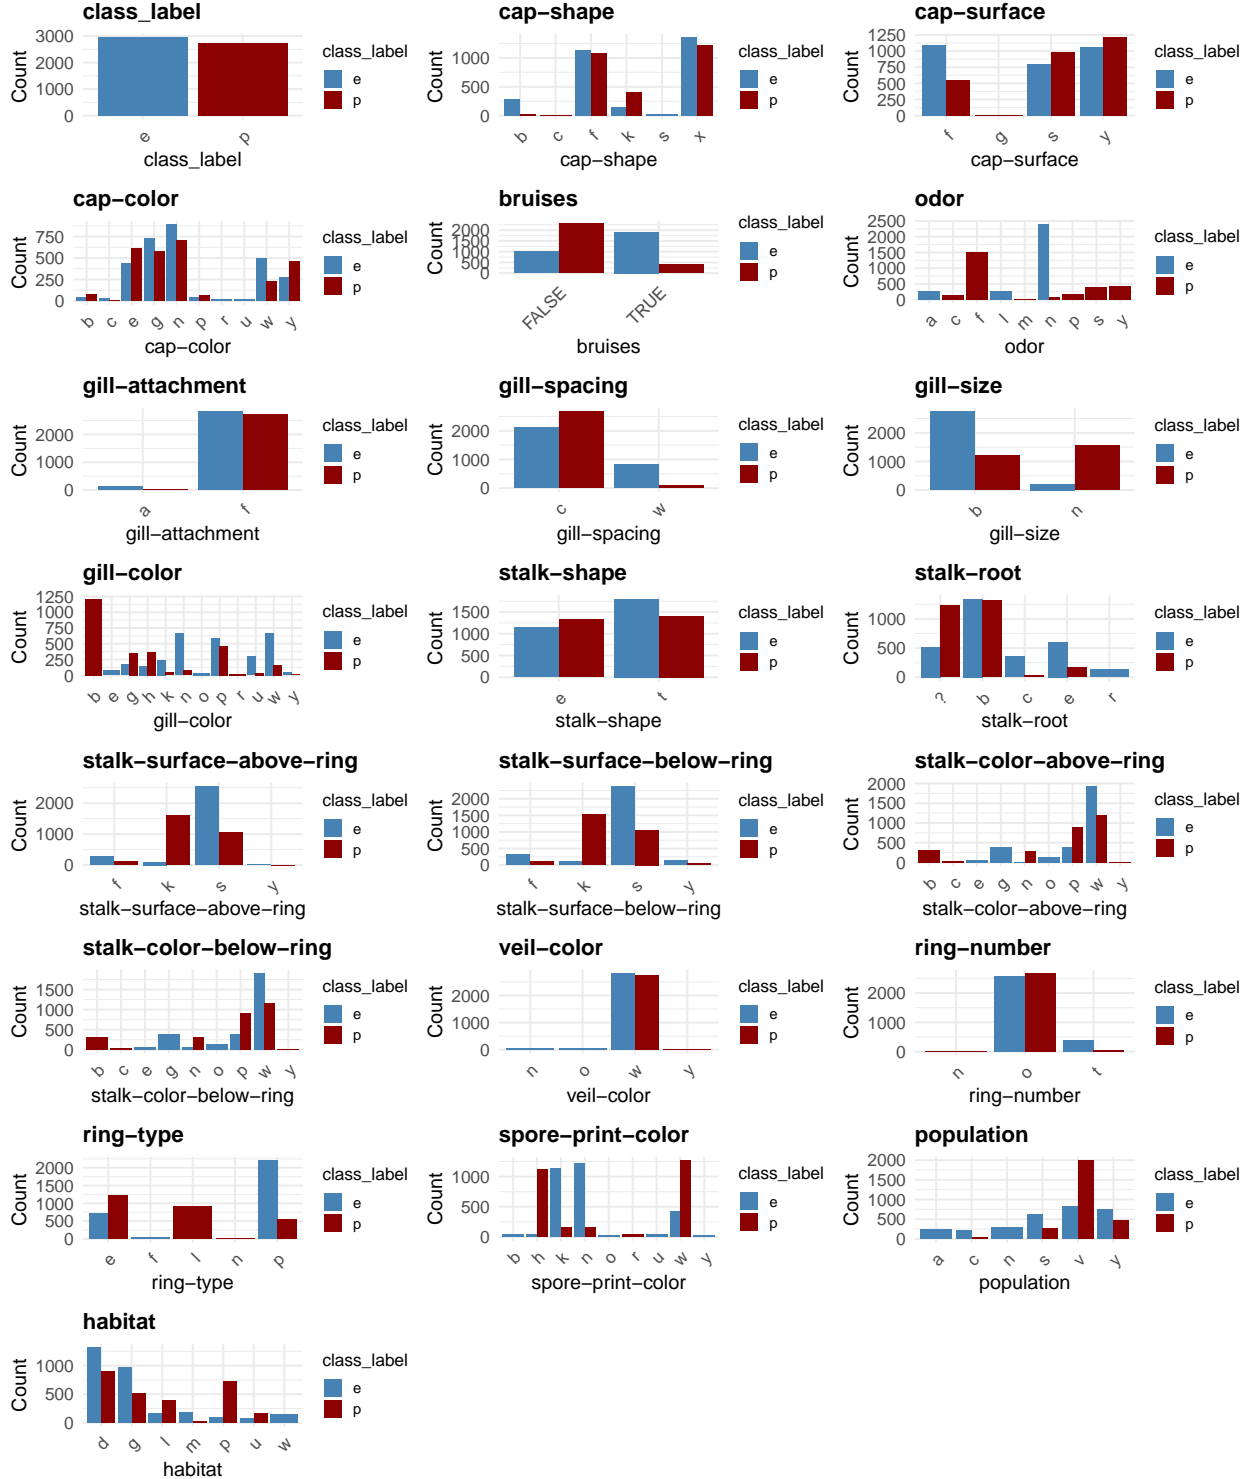 class_label
3000
2000
1000
0
Count
e
p
class_label
class_label
e
p
cap−shape
1000
500
0
Count
b
c
f
k
s
x
cap−shape
class_label
e
p
cap−surface
1250
1000
750
500
250
0
Count
f
g
s
y
cap−surface
class_label
e
p
cap−color
750
500
250
0
Count
b
c
e
g
n
p
r
u
w
y
cap−color
class_label
e
p
bruises
2000
1500
1000
500
0
Count
FALSE
TRUE
bruises
class_label
e
p
odor
2500
2000
1500
1000
500
0
Count
a
c
f
l
m
n
p
s
y
odor
class_label
e
p
gill−attachment
2000
1000
0
Count
a
f
gill−attachment
class_label
e
p
gill−spacing
2000
1000
0
Count
c
w
gill−spacing
class_label
e
p
gill−size
2000
1000
0
Count
b
n
gill−size
class_label
e
p
gill−color
1250
1000
750
500
250
0
Count
b
e
g
h
k
n
o
p
r
u
w
y
gill−color
class_label
e
p
stalk−shape
1500
1000
500
0
Count
e
t
stalk−shape
class_label
e
p
stalk−root
1000
500
0
Count
?
b
c
e
r
stalk−root
class_label
e
p
stalk−surface−above−ring
2000
1000
0
Count
f
k
s
y
stalk−surface−above−ring
class_label
e
p
stalk−surface−below−ring
2000
1500
1000
500
0
Count
f
k
s
y
stalk−surface−below−ring
class_label
e
p
stalk−color−above−ring
2000
1500
1000
500
0
Count
b
c
e
g
n
o
p
w
y
stalk−color−above−ring
class_label
e
p
stalk−color−below−ring
1500
1000
500
0
Count
b
c
e
g
n
o
p
w
y
stalk−color−below−ring
class_label
e
p
veil−color
2000
1000
0
Count
n
o
w
y
veil−color
class_label
e
p
ring−number
2000
1000
0
Count
n
o
t
ring−number
class_label
e
p
ring−type
2000
1500
1000
500
0
Count
e
f
l
n
p
ring−type
class_label
e
p
spore−print−color
1000
500
0
Count
b
h
k
n
o
r
u
w
y
spore−print−color
class_label
e
p
population
2000
1500
1000
500
0
Count
a
c
n
s
v
y
population
class_label
e
p
habitat
1000
500
0
Count
d
g
l
m
p
u
w
habitat
class_label
e
p